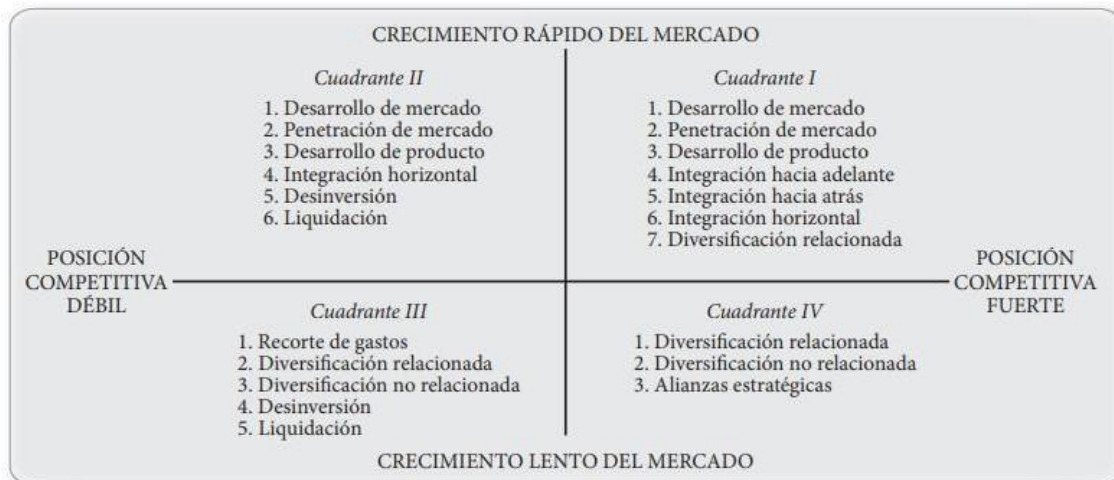 CRECIMIENTO RÁPIDO DEL MERCADO
Cuadrante II
1. Desarrollo de mercado
2. Penetración de mercado
3. Desarrollo de producto
4. Integración horizontal
5. Desinversión
6. Liquidación
Cuadrante I
1. Desarrollo de mercado
2. Penetración de mercado
3. Desarrollo de producto
4. Integración hacia adelante
5. Integración hacia atrás
6. Integración horizontal
7. Diversificación relacionada
POSICIÓN
COMPETITIVA
DÉBIL
POSICIÓN
COMPETITIVA
FUERTE
Cuadrante III
1. Recorte de gastos
2. Diversificación relacionada
3. Diversificación no relacionada
4. Desinversión
5. Liquidación
Cuadrante IV
1. Diversificación relacionada
2. Diversificación no relacionada
3. Alianzas estratégicas
CRECIMIENTO LENTO DEL MERCADO